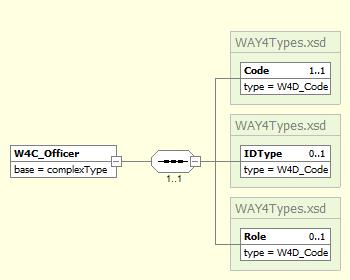 WAY4Types.xsd
Code 1..1
type = W4D_Code
WAY4Types.xsd
W4C_Officer
base = complexType
1..1
IDType 0..1
type = W4D_Code
WAY4Types.xsd
Role 0..1
type = W4D_Code